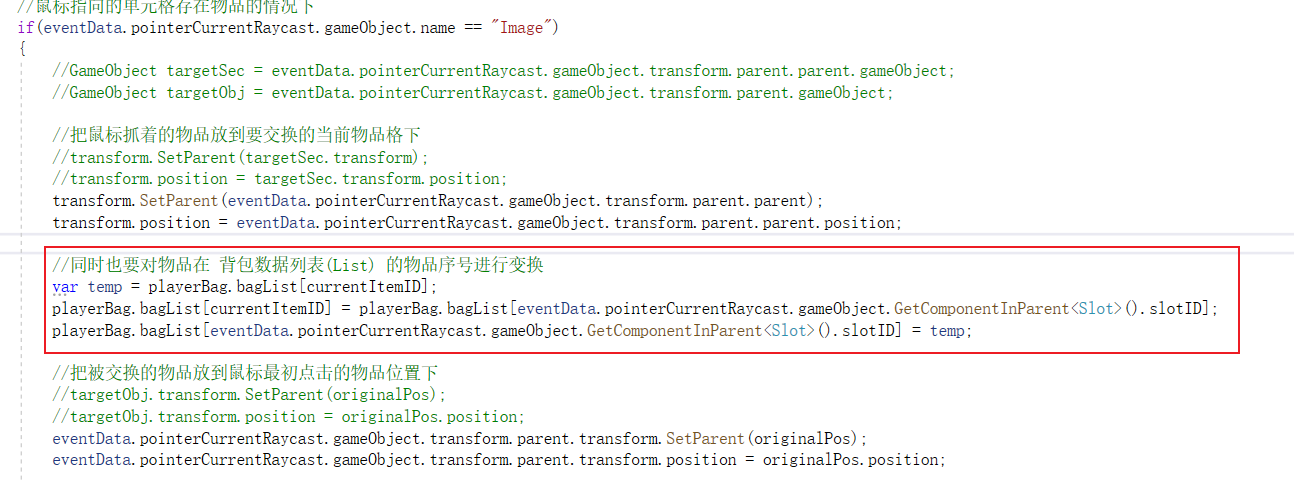 //鼠标指向的单元格存在物品的情况下
if(eventData.pointerCurrentRaycast.gameObject.name == "Image")
{
//GameObject targetSec = eventData.pointerCurrentRaycast.gameObject.transform.parent.parent.gameObject;
//GameObject targetObj = eventData.pointerCurrentRaycast.gameObject.transform.parent.gameObject;
//把鼠标抓着的物品放到要交换的当前物品格下
//transform.SetParent(targetSec.transform);
//transform.position = targetSec.transform.position;
transform.SetParent(eventData.pointerCurrentRaycast.gameObject.transform.parent.parent);
transform.position = eventData.pointerCurrentRaycast.gameObject.transform.parent.parent.position;
//同时也要对物品在 背包数据列表(List) 的物品序号进行变换
var temp = playerBag.bagList[currentItemID];
playerBag.bagList[currentItemID] = playerBag.bagList[eventData.pointerCurrentRaycast.gameObject.GetComponentInParent<Slot>().slotID];
playerBag.bagList[eventData.pointerCurrentRaycast.gameObject.GetComponentInParent<Slot>().slotID] = temp;
//把被交换的物品放到鼠标最初点击的物品位置下
//targetObj.transform.SetParent(originalPos);
//targetObj.transform.position = originalPos.position;
eventData.pointerCurrentRaycast.gameObject.transform.parent.transform.SetParent(originalPos);
eventData.pointerCurrentRaycast.gameObject.transform.parent.transform.position = originalPos.position;